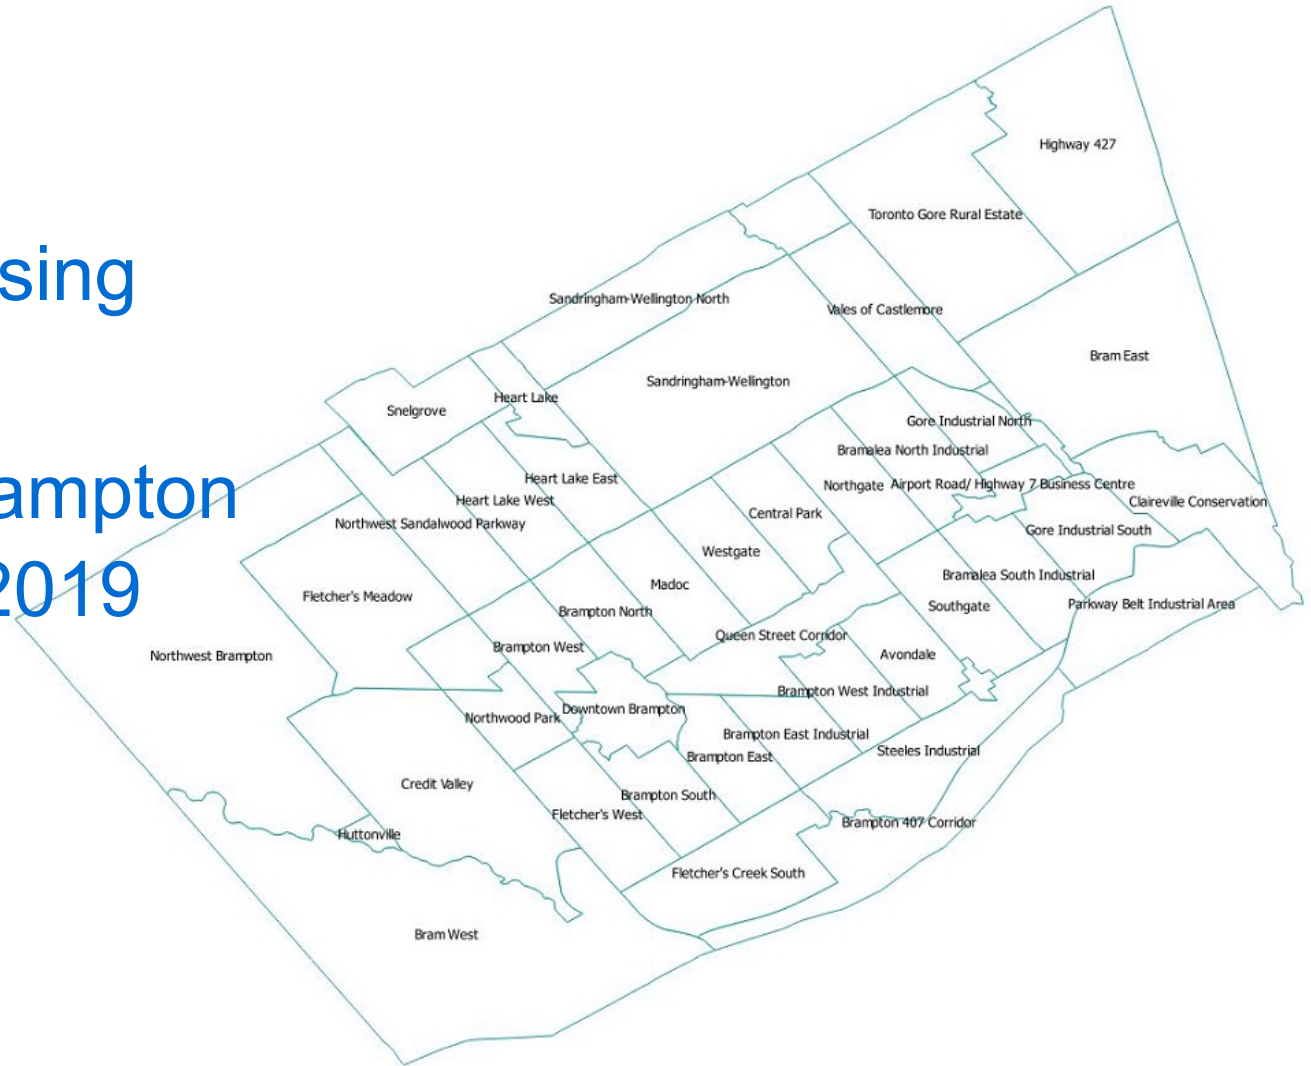 Highway 427
Toronto Gore Rural Estate
sing
Sandringham-Wellington North
Vales of Castlemore
Bram East
Sandringham-Wellington
Heart Lake
Snelgrove
Gore Industrial North
Bramalea North Industrial
Heart Lake East
Northgate
Airport Road/ Highway 7 Business Centre
ampton
Heart Lake West
Claireville Conservation
Central Park
Northwest Sandalwood Parkway
Gore Industrial South
Westgate
Bramalea South Industrial
Madoc
2019
Fletcher's Meadow
Southgate
Parkway Belt Industrial Area
Brampton North
Queen Street Corridor
Brampton West
Avondale
Northwest Brampton
Brampton West Industrial
Downtown Brampton
Northwood Park
Brampton East Industrial
Steeles Industrial
Brampton East
Credit Valley
Brampton South
Fletcher's West
Brampton 407 Corridor
Huttonville
Fletcher's Creek South
Bram West